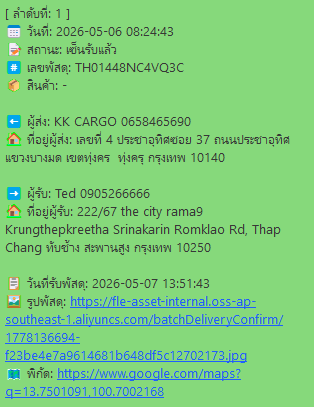 [ ลำดับที่: 1 ]
📅 วันที่: 2026-05-06 08:24:43
📝 สถานะ: เซ็นรับแล้ว
#️⃣ เลขพัสดุ: TH01448NC4VQ3C
📦 สินค้า: -
⬅️ ผู้ส่ง: KK CARGO 0658465690
🏠 ที่อยู่ผู้ส่ง: เลขที่ 4 ประชาอุทิศซอย 37 ถนนประชาอุทิศ
แขวงบางมด เขตทุ่งคร  ทุ่งครุ กรุงเทพ 10140
➡️ ผู้รับ: Ted 0905266666
🏠 ที่อยู่ผู้รับ: 222/67 the city rama9
Krungthepkreetha Srinakarin Romklao Rd, Thap
Chang ทับช้าง สะพานสูง กรุงเทพ 10250
📋 วันที่รับพัสดุ: 2026-05-07 13:51:43
🖼️ รูปพัสดุ: https://fle-asset-internal.oss-ap-
southeast-1.aliyuncs.com/batchDeliveryConfirm/
1778136694-
f23be4e7a9614681b648df5c12702173.jpg
🗺️ พิกัด: https://www.google.com/maps?
q=13.7501091,100.7002168